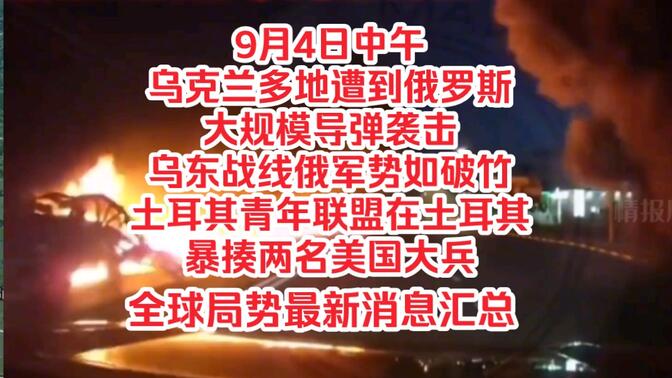 9月4日中午
乌克兰多地遭到俄罗斯
大规模导弹袭击
乌东战线俄军势如破竹
土耳其青年联盟在土耳其
暴揍两名美国大兵
全球局势最新消息汇总
情报